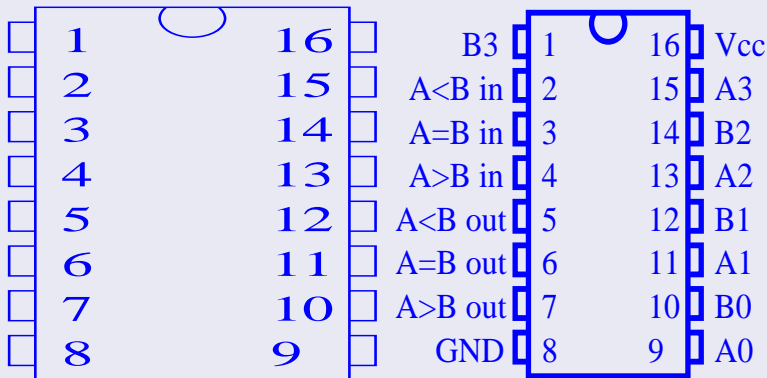 1 16
2 15
3 14
4 13
5 12
6 11
7 10
8 9
B3 1 16 Vcc
A<B in 2 15 A3
A=B in 3 14 B2
A>B in 4 13 A2
A<B out 5 12 B1
A=B out 6 11 A1
A>B out 7 10 B0
GND 8 9 A0